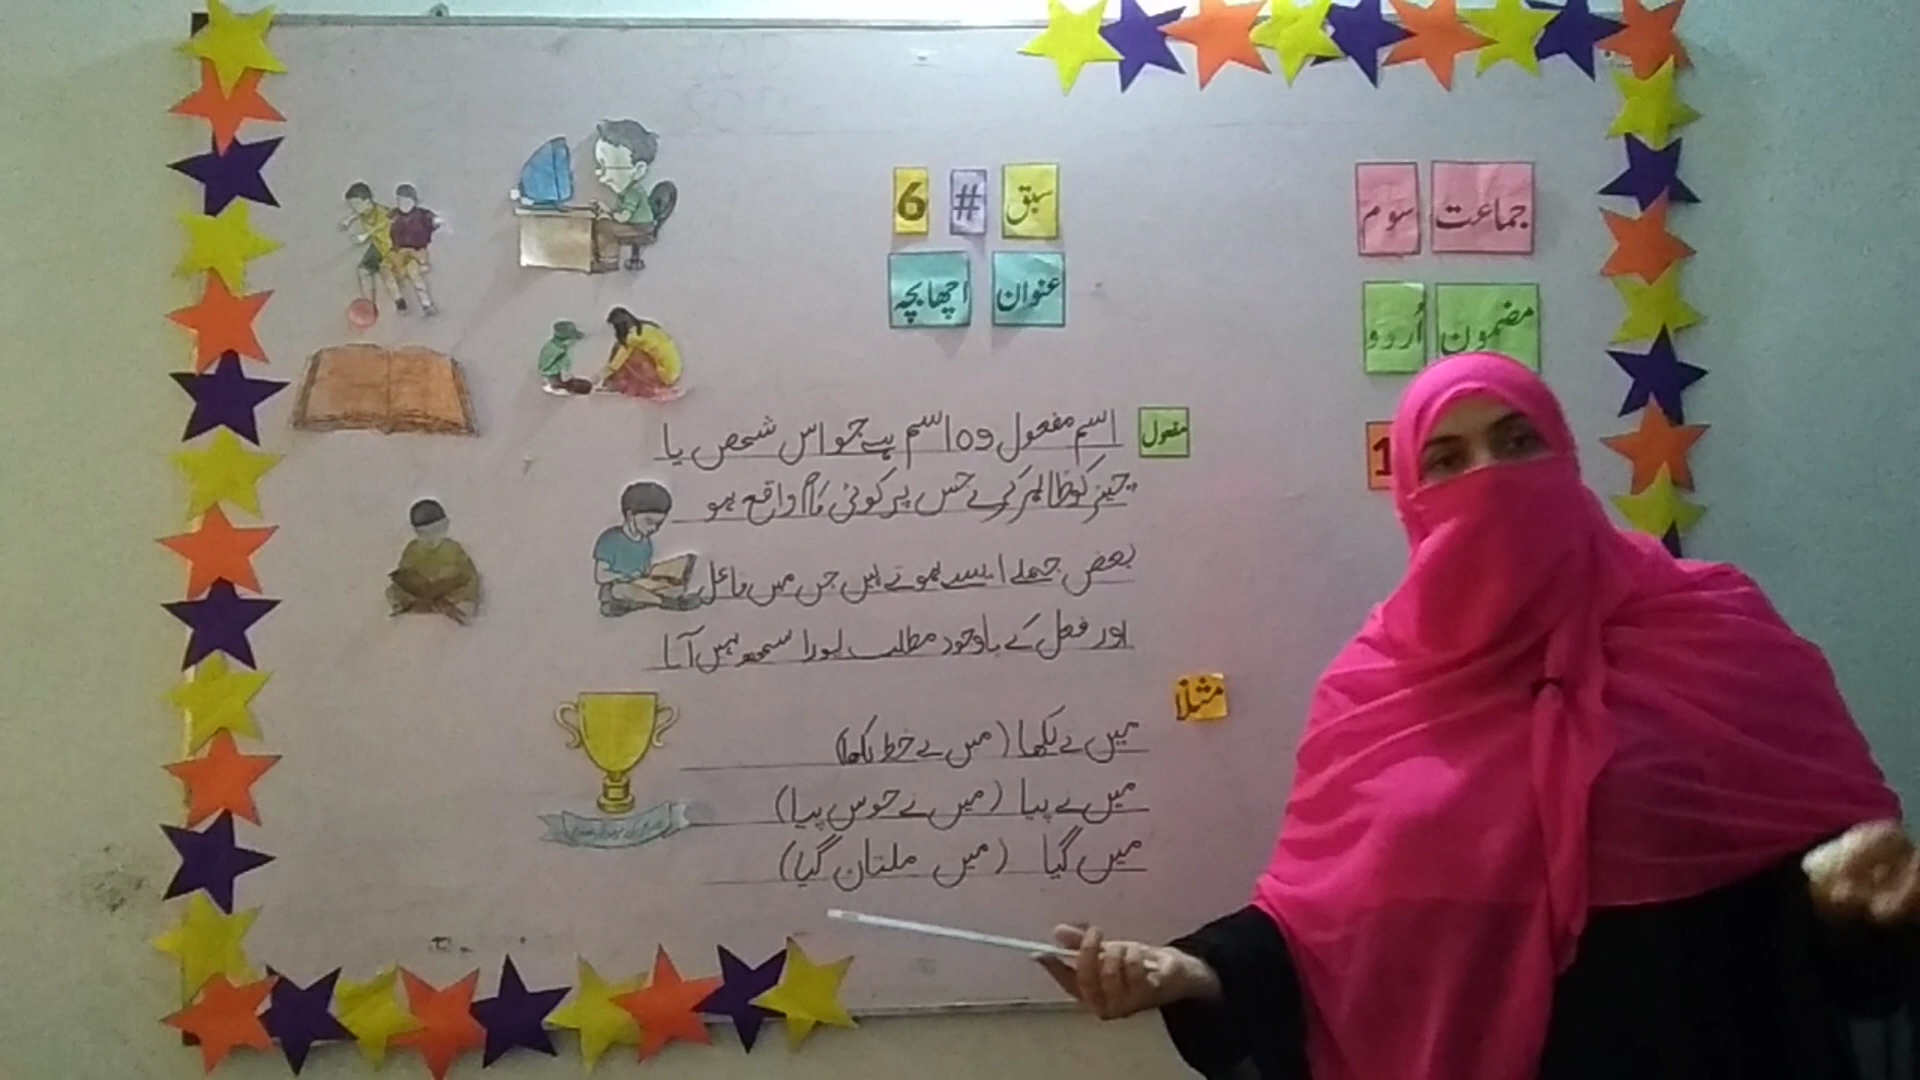 جماعت سوم
مضمون اُردو
1
سبق # 6
عنوان اچھا بچہ
مفعول
اسم مفعول وہ اسم ہے جو اس شخص یا
چیز کو ظاہر کرے جس پر کوئی کام واقع ہو
بعض جملے ایسے ہوتے ہیں جن میں فاعل
اور فعل کے باوجود مطلب پورا سمجھ نہیں آتا
مثلاً
میں نے لکھا (میں نے خط لکھا)
میں نے پیا (میں نے جوس پیا)
میں گیا (میں ملتان گیا)